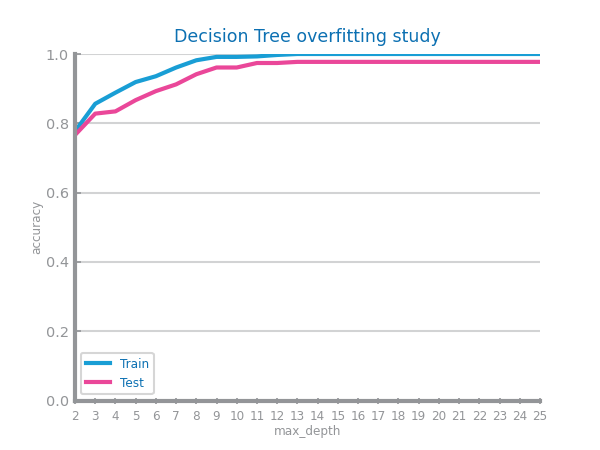 Decision Tree overfitting study
1.0
0.8
0.6
0.4
0.2
0.0
accuracy
Train
Test
2 3 4 5 6 7 8 9 10 11 12 13 14 15 16 17 18 19 20 21 22 23 24 25
max_depth